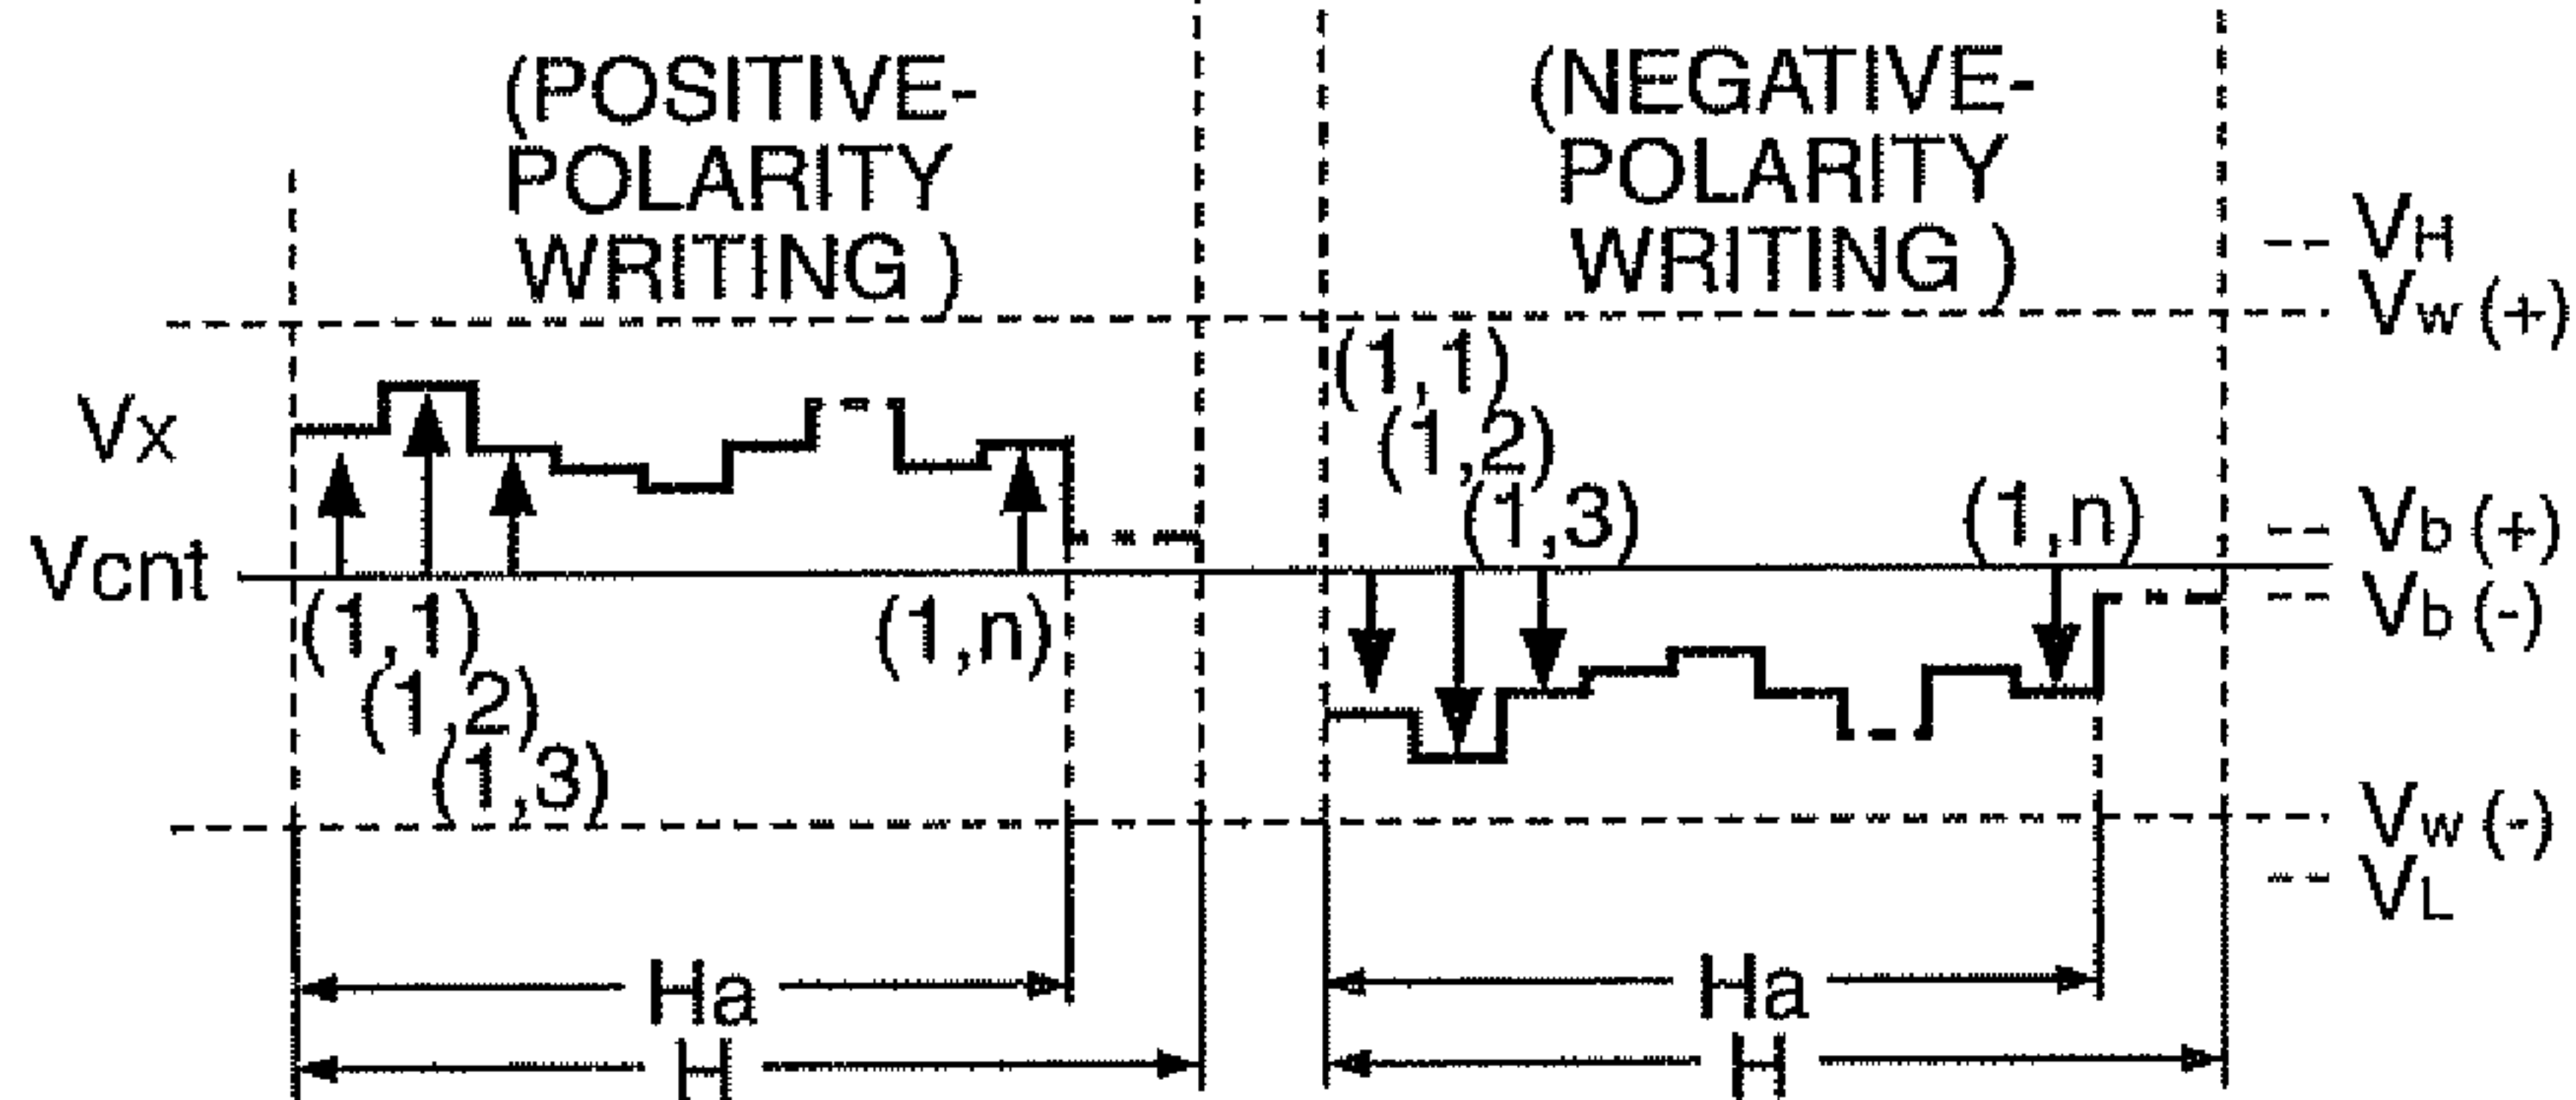 (POSITIVE-
POLARITY
WRITING )
(NEGATIVE-
POLARITY
WRITING )
VH
Vw (+)
Vx
(1,1)
(1,2)
(1,3)
(1,n)
Vb (+)
Vcnt
Vb (-)
(1,1)
(1,2)
(1,3)
(1,n)
Vw (-)
VL
Ha
Ha
H
H